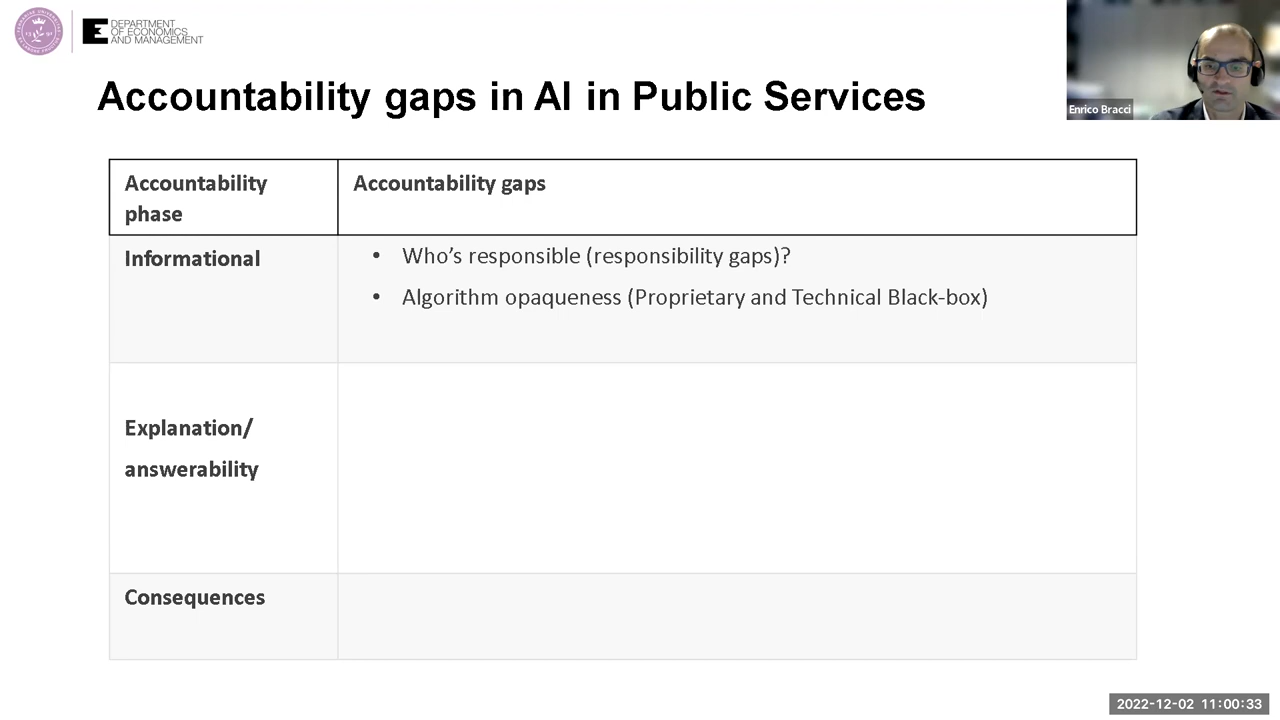 DEPARTMENT
OF ECONOMICS
AND MANAGEMENT
Enrico Bracci
Accountability gaps in AI in Public Services
Accountability
phase
Accountability gaps
Informational
• Who’s responsible (responsibility gaps)?
• Algorithm opaqueness (Proprietary and Technical Black-box)
Explanation/
answerability
Consequences
2022-12-02 11:00:33